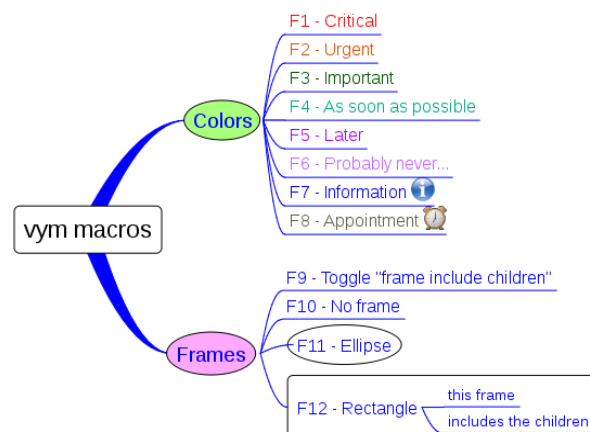 vym macros
Colors
F1 - Critical
F2 - Urgent
F3 - Important
F4 - As soon as possible
F5 - Later
F6 - Probably never...
F7 - Information
F8 - Appointment
Frames
F9 - Toggle "frame include children"
F10 - No frame
F11 - Ellipse
F12 - Rectangle
this frame
includes the children